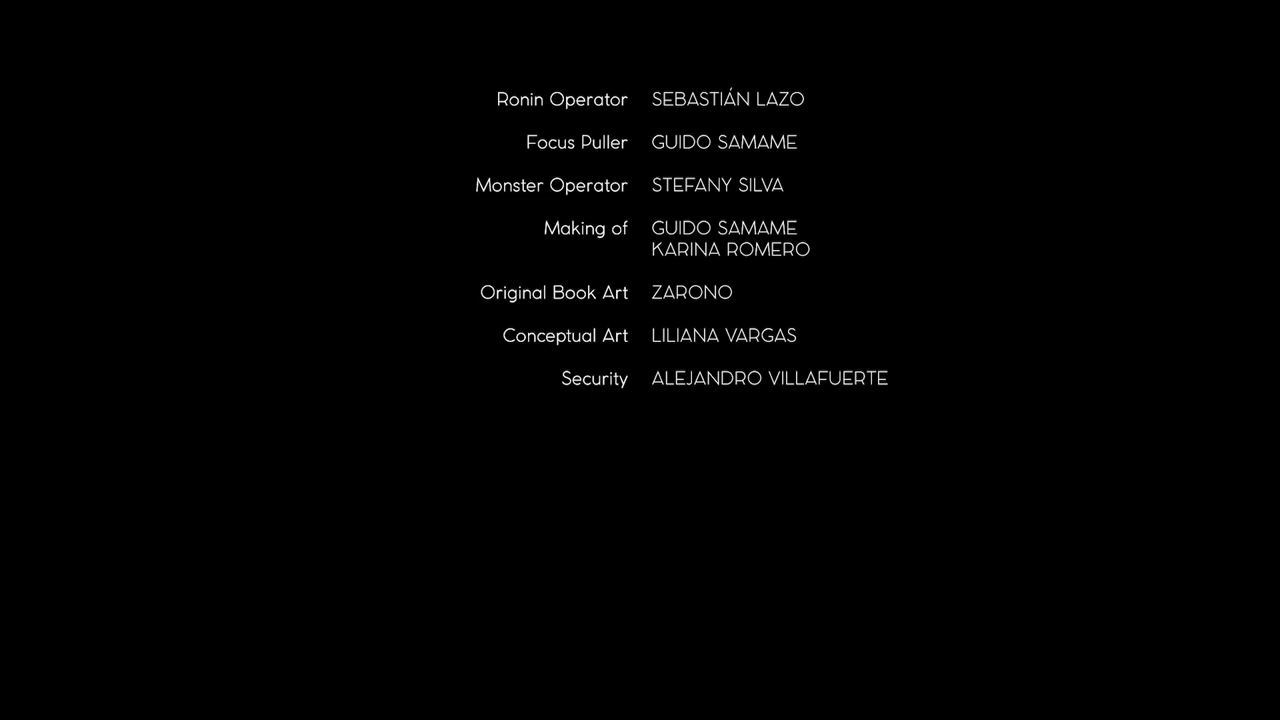 Ronin Operator SEBASTIÁN LAZO
Focus Puller GUIDO SAMAME
Monster Operator STEFANY SILVA
Making of GUIDO SAMAME
KARINA ROMERO
Original Book Art ZARONO
Conceptual Art LILIANA VARGAS
Security ALEJANDRO VILLAFUERTE